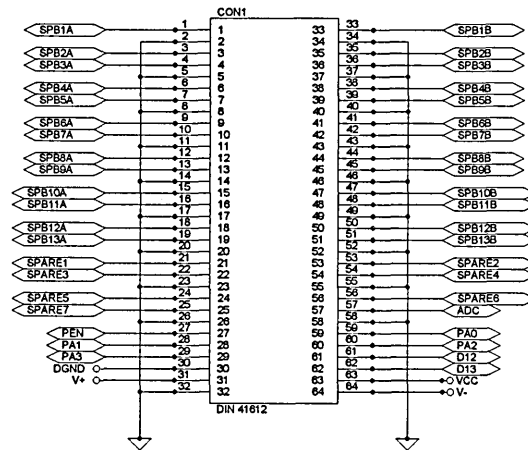 CON1
SPB1A 1 1 33 33 SPB1B
2 2 34 34
SPB2A 3 3 35 35 SPB2B
SPB3A 4 4 36 36 SPB3B
5 5 37 37
SPB4A 6 6 38 38 SPB4B
SPB5A 7 7 39 39 SPB5B
8 8 40 40
SPB6A 9 9 41 41 SPB6B
SPB7A 10 10 42 42 SPB7B
11 11 43 43
SPB8A 12 12 44 44 SPB8B
SPB9A 13 13 45 45 SPB9B
14 14 46 46
SPB10A 15 15 47 47 SPB10B
SPB11A 16 16 48 48 SPB11B
17 17 49 49
SPB12A 18 18 50 50 SPB12B
SPB13A 19 19 51 51 SPB13B
20 20 52 52
SPARE1 21 21 53 53 SPARE2
SPARE3 22 22 54 54 SPARE4
23 23 55 55
SPARE5 24 24 56 56 SPARE6
SPARE7 25 25 57 57 ADC
26 26 58 58
PEN 27 27 59 59 PA0
PA1 28 28 60 60 PA2
PA3 29 29 61 61 D12
DGND 30 30 62 62 D13
V+ 31 31 63 63 VCC
32 32 64 64 V-
DIN 41612